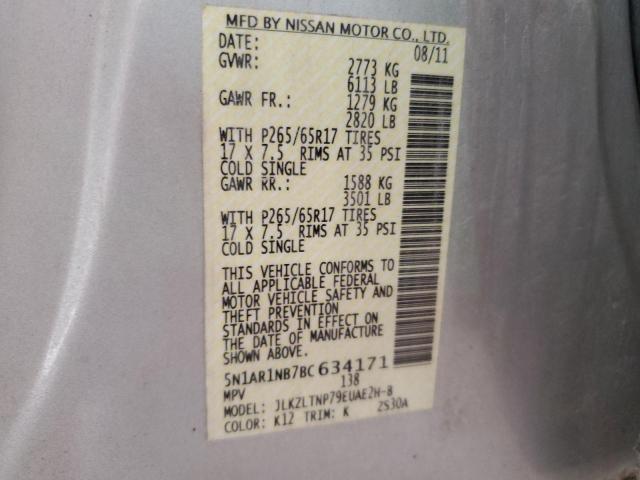 MFD BY NISSAN MOTOR CO., LTD.
DATE: 08/11
GVWR: 2773 KG
6113 LB
GAWR FR.: 1279 KG
2820 LB
WITH P265/65R17 TIRES
17 X 7.5 RIMS AT 35 PSI
COLD SINGLE
GAWR RR.: 1588 KG
3501 LB
WITH P265/65R17 TIRES
17 X 7.5 RIMS AT 35 PSI
COLD SINGLE
THIS VEHICLE CONFORMS TO
ALL APPLICABLE FEDERAL
MOTOR VEHICLE SAFETY AND
THEFT PREVENTION
STANDARDS IN EFFECT ON
THE DATE OF MANUFACTURE
SHOWN ABOVE.
5N1AR1NB7BC634171
MPV 138
MODEL: JLKZLTNP79EUAE2H-B
COLOR: K12 TRIM: K ZS30A